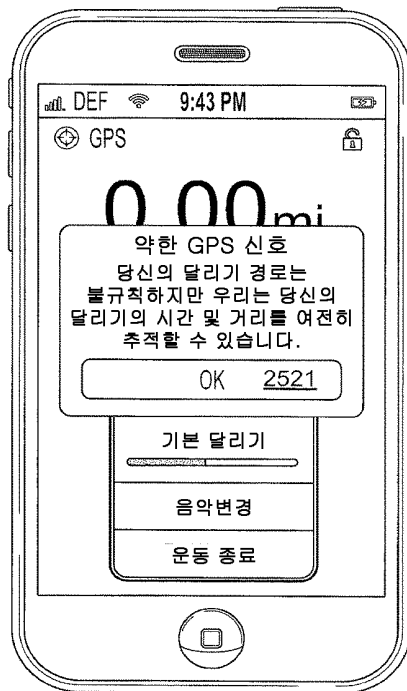 DEF 9:43 PM
GPS
0.00mi
약한 GPS 신호
당신의 달리기 경로는
불규칙하지만 우리는 당신의
달리기의 시간 및 거리를 여전히
추적할 수 있습니다.
OK 2521
기본 달리기
음악변경
운동 종료